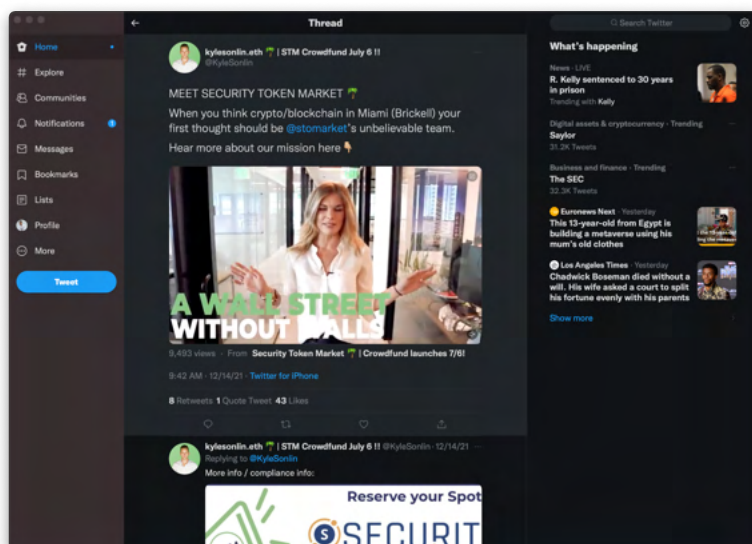 Home
Explore
Communities
Notifications
1
Messages
Bookmarks
Lists
Profile
More
Tweet
Thread
kylesonlin.eth 🌴 | STM Crowdfund July 6 !!
@KyleSonlin
MEET SECURITY TOKEN MARKET 🌴
When you think crypto/blockchain in Miami (Brickell) your
first thought should be @stomarket's unbelievable team.
Hear more about our mission here 👇🏼
A WALL STREET
WITHOUT WALLS
9,493 views · From Security Token Market 🌴 | Crowdfund launches 7/6!
9:42 AM · 12/14/21 · Twitter for iPhone
8 Retweets 1 Quote Tweet 43 Likes
kylesonlin.eth 🌴 | STM Crowdfund July 6 !! @KyleSonlin · 12/14/21
Replying to @KyleSonlin
More info / compliance info:
Reserve your Spot
S SECURIT
Search Twitter
What's happening
News · LIVE
R. Kelly sentenced to 30 years
in prison
Trending with Kelly
Digital assets & cryptocurrency · Trending
Saylor
31.2K Tweets
Business and finance · Trending
The SEC
32.3K Tweets
Euronews Next · Yesterday
This 13-year-old from Egypt is
building a metaverse using his
mum's old clothes
Los Angeles Times · Yesterday
Chadwick Boseman died without a
will. His wife asked a court to split
his fortune evenly with his parents
Show more